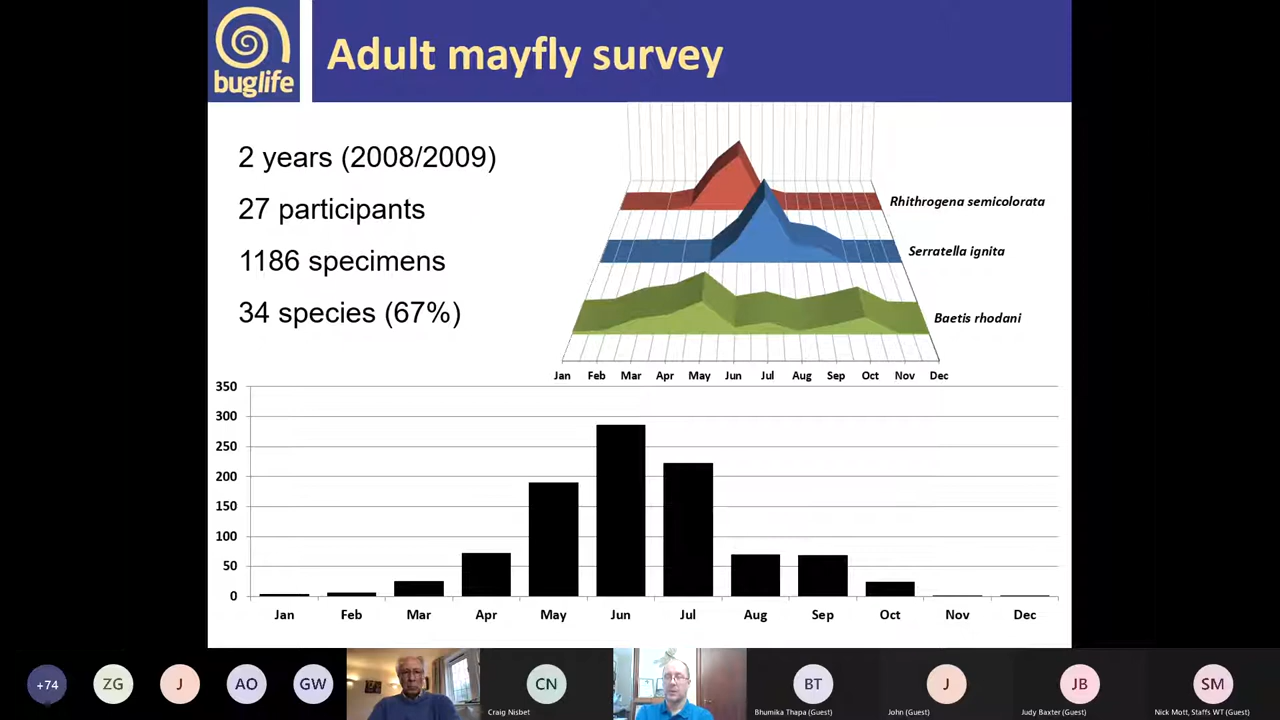 buglife
Adult mayfly survey
2 years (2008/2009)
27 participants
1186 specimens
34 species (67%)
Rhithrogena semicolorata
Serratella ignita
Baetis rhodani
Jan Feb Mar Apr May Jun Jul Aug Sep Oct Nov Dec
350
300
250
200
150
100
50
0
Jan Feb Mar Apr May Jun Jul Aug Sep Oct Nov Dec
+74 ZG J AO GW CN BT J JB SM
Craig Nisbet Bhumika Thapa (Guest) John (Guest) Judy Baxter (Guest) Nick Mott, Staffs WT (Guest)